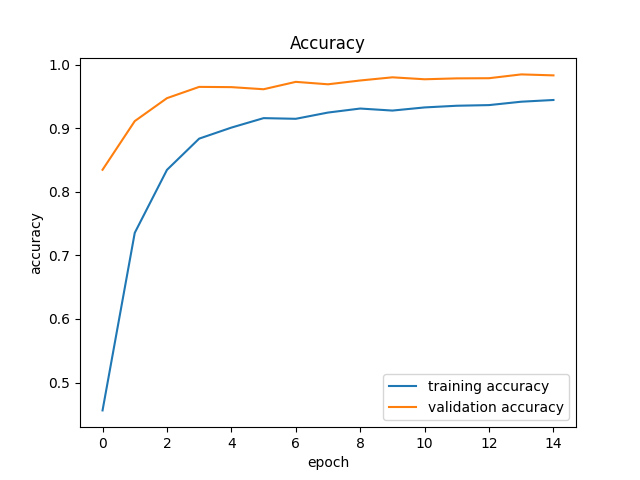 Accuracy
1.0
0.9
0.8
0.7
0.6
0.5
accuracy
training accuracy
validation accuracy
0 2 4 6 8 10 12 14
epoch